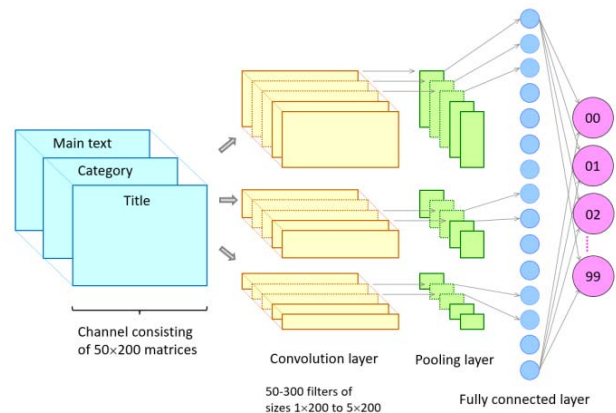 Main text
Category
Title
Channel consisting
of 50×200 matrices
Convolution layer
50-300 filters of
sizes 1×200 to 5×200
Pooling layer
Fully connected layer
00
01
02
99